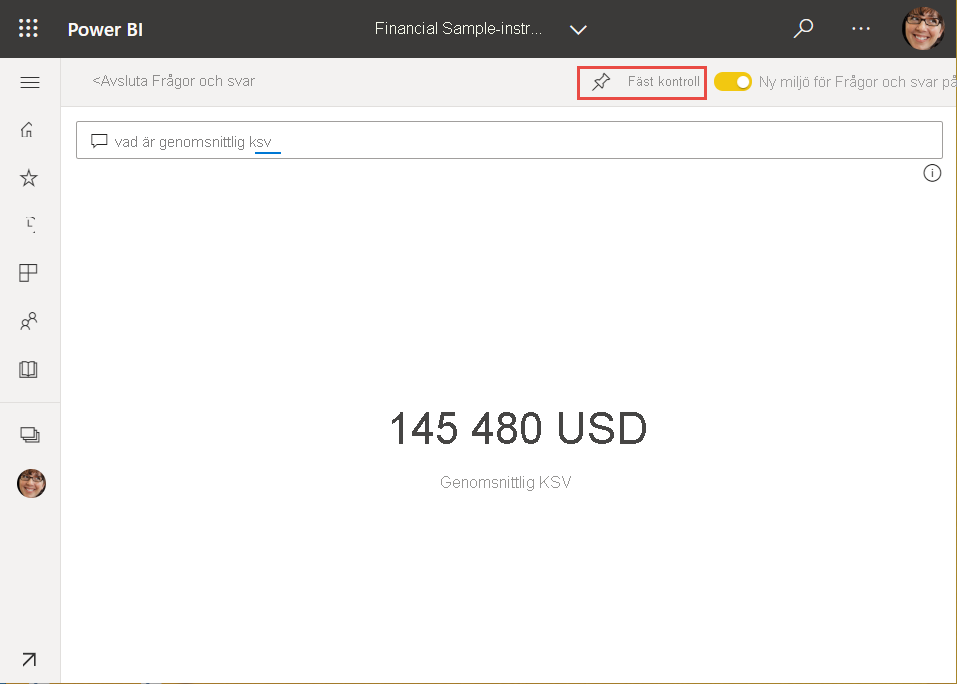 Power BI
Financial Sample-instr...
<Avsluta Frågor och svar
Fäst kontroll
Ny miljö för Frågor och svar på
vad är genomsnittlig ksv
145 480 USD
Genomsnittlig KSV